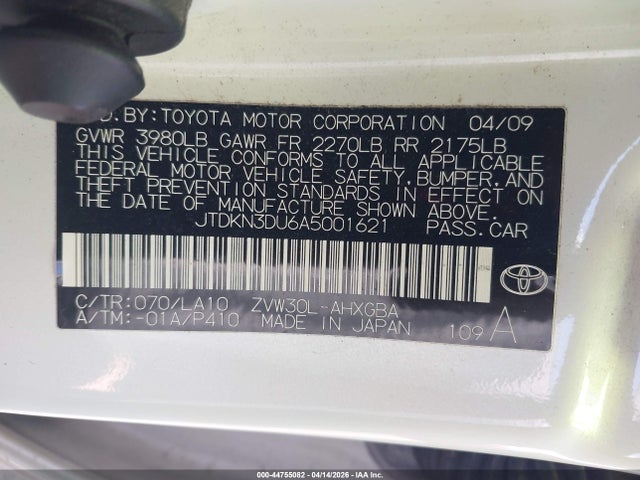 D.BY: TOYOTA MOTOR CORPORATION 04/09
GVWR 3980LB GAWR FR 2270LB RR 2175LB
THIS VEHICLE CONFORMS TO ALL APPLICABLE
FEDERAL MOTOR VEHICLE SAFETY, BUMPER, AND
THEFT PREVENTION STANDARDS IN EFFECT ON
THE DATE OF MANUFACTURE SHOWN ABOVE.
JTDKN3DU6A5001621 PASS.CAR
C/TR:070/LA10 ZVW30L-AHXGBA
A/TM:-01A/P410 MADE IN JAPAN 109 A
000-44755082 | 04/14/2026 | IAA Inc.